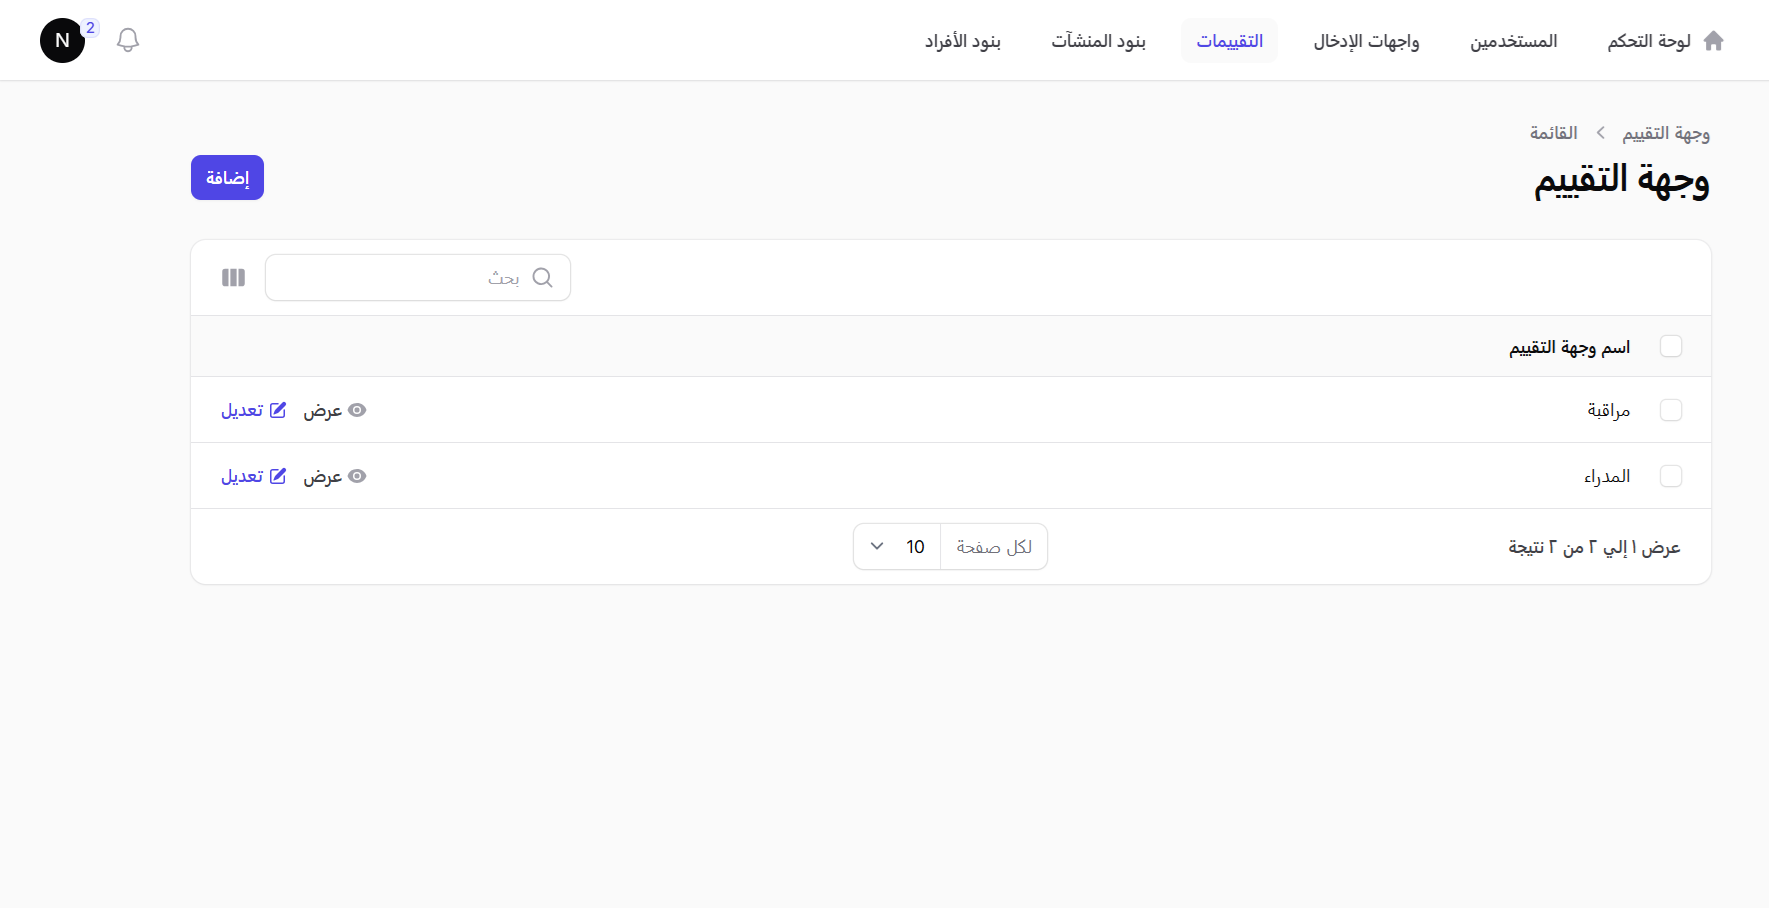 لوحة التحكم
المستخدمين
واجهات الإدخال
التقييمات
بنود المنشآت
بنود الأفراد
2
N
وجهة التقييم
القائمة
وجهة التقييم
إضافة
بحث
اسم وجهة التقييم
مراقبة
عرض
تعديل
المدراء
عرض
تعديل
عرض ١ إلي ٢ من ٢ نتيجة
لكل صفحة
10